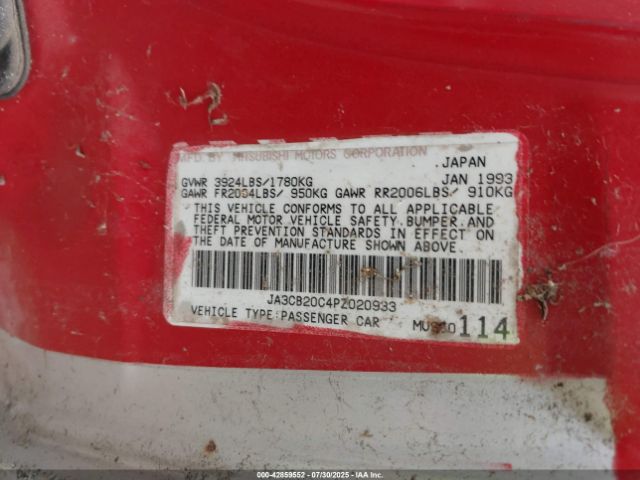 MFD. BY MITSUBISHI MOTORS CORPORATION JAPAN
GVWR 3924LBS/1780KG JAN 1993
GAWR FR2094LBS/ 950KG GAWR RR2006LBS/ 910KG
THIS VEHICLE CONFORMS TO ALL APPLICABLE
FEDERAL MOTOR VEHICLE SAFETY, BUMPER, AND
THEFT PREVENTION STANDARDS IN EFFECT ON
THE DATE OF MANUFACTURE SHOWN ABOVE.
JA3CB20C4PZ020933
VEHICLE TYPE:PASSENGER CAR 114
000-42859552 - 07/30/2025 - IAAI.COM